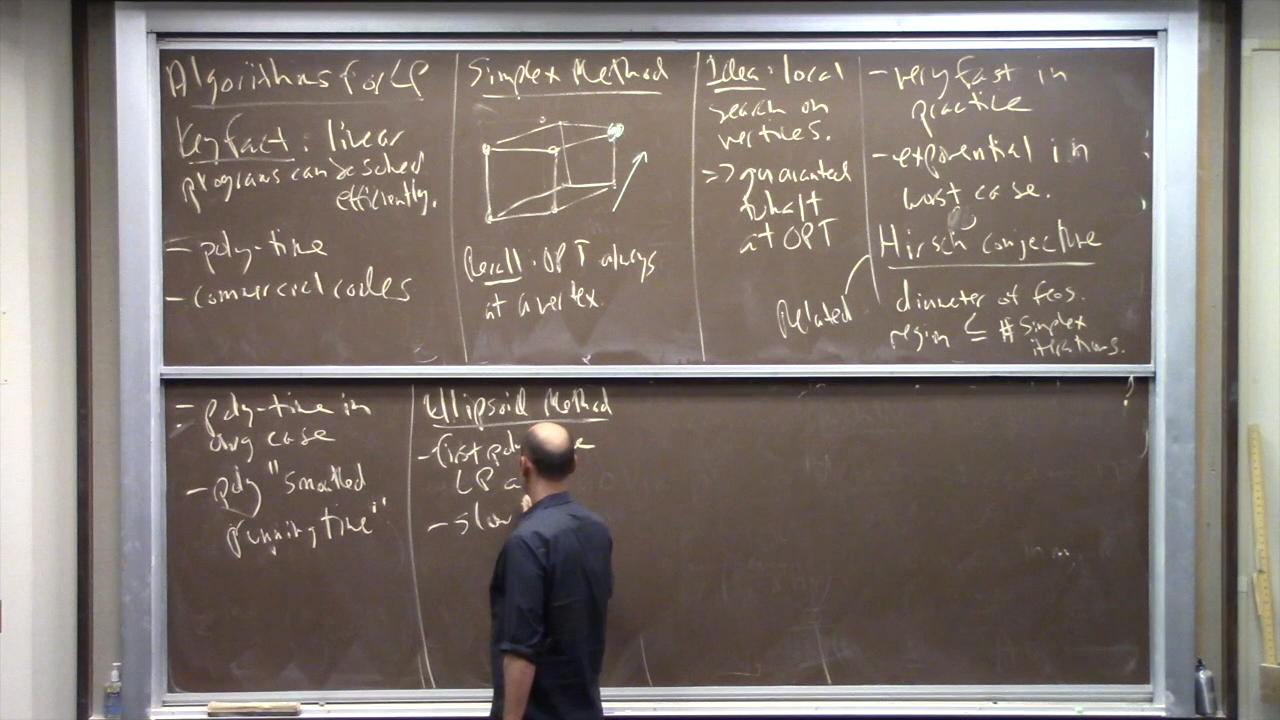 Algorithms for LP
Key fact: linear
programs can be solved
efficiently.
- poly-time
- commercial codes
Simplex Method
Recall: OPT always
at a vertex.
Idea: local
search on
vertices.
=> guaranteed
to halt
at OPT
Related
- very fast in
practice
- exponential in
worst case.
Hirsch conjecture
diameter of feas.
region ≤ # simplex
iterations.
- poly-time in
avg case
- poly "smoothed
running time"
Ellipsoid Method
- first
LP
- slow